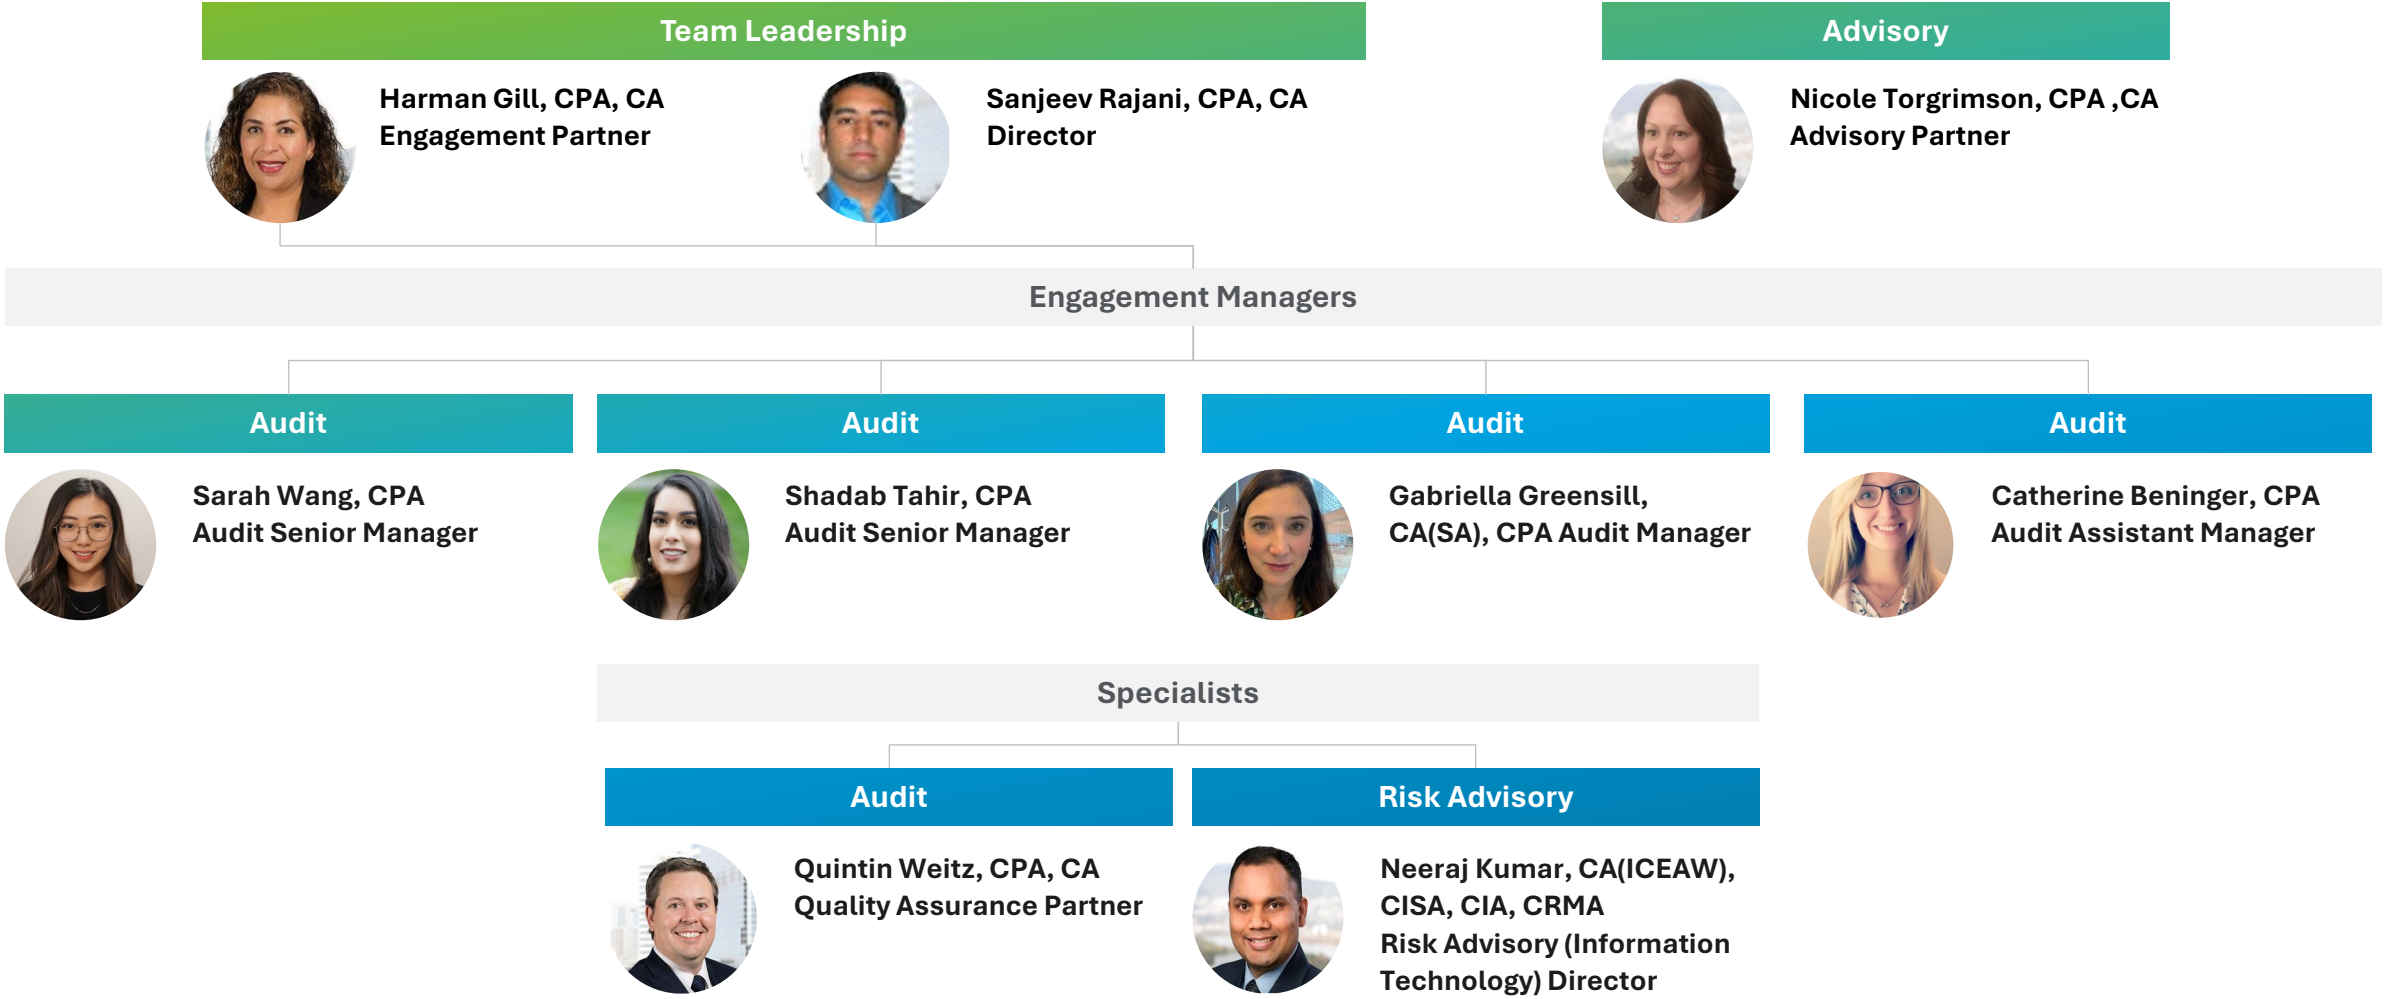 Team Leadership
Advisory
Harman Gill, CPA, CA
Engagement Partner
Sanjeev Rajani, CPA, CA
Director
Nicole Torgrimson, CPA ,CA
Advisory Partner
Engagement Managers
Audit
Audit
Audit
Audit
Sarah Wang, CPA
Audit Senior Manager
Shadab Tahir, CPA
Audit Senior Manager
Gabriella Greensill,
CA(SA), CPA Audit Manager
Catherine Beninger, CPA
Audit Assistant Manager
Specialists
Audit
Risk Advisory
Quintin Weitz, CPA, CA
Quality Assurance Partner
Neeraj Kumar, CA(ICEAW),
CISA, CIA, CRMA
Risk Advisory (Information
Technology) Director